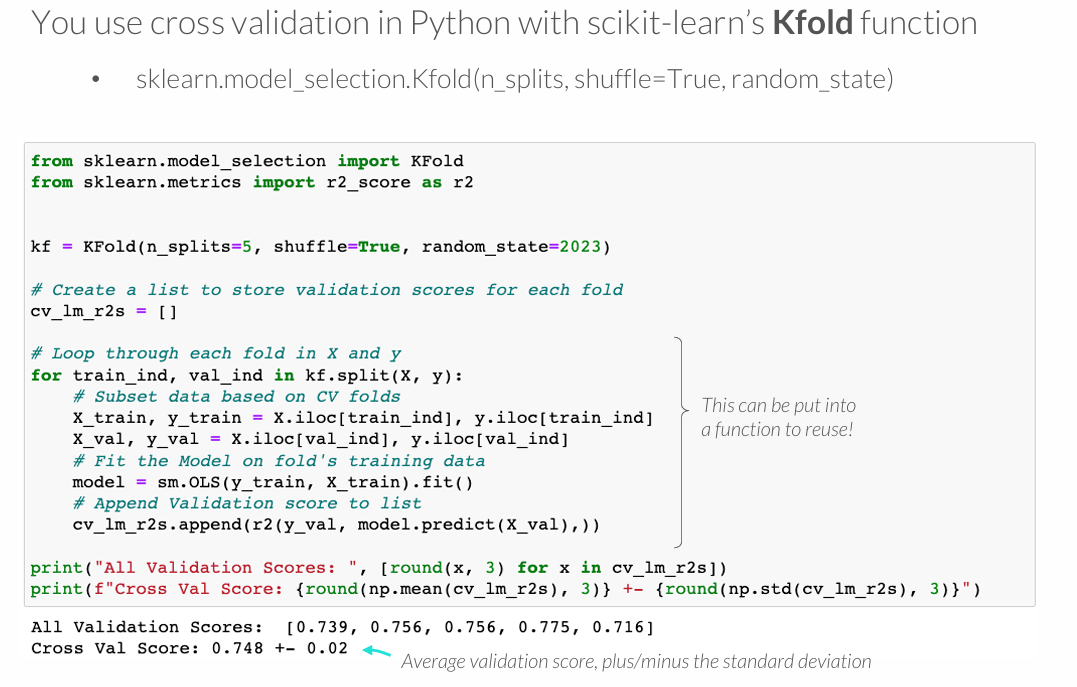 You use cross validation in Python with scikit-learn's Kfold function
• sklearn.model_selection.Kfold(n_splits, shuffle=True, random_state)
from sklearn.model_selection import KFold
from sklearn.metrics import r2_score as r2
kf = KFold(n_splits=5, shuffle=True, random_state=2023)
# Create a list to store validation scores for each fold
cv_lm_r2s = []
# Loop through each fold in X and y
for train_ind, val_ind in kf.split(X, y):
    # Subset data based on CV folds
    X_train, y_train = X.iloc[train_ind], y.iloc[train_ind]
    X_val, y_val = X.iloc[val_ind], y.iloc[val_ind]
    # Fit the Model on fold's training data
    model = sm.OLS(y_train, X_train).fit()
    # Append Validation score to list
    cv_lm_r2s.append(r2(y_val, model.predict(X_val),))
This can be put into
a function to reuse!
print("All Validation Scores: ", [round(x, 3) for x in cv_lm_r2s])
print(f"Cross Val Score: {round(np.mean(cv_lm_r2s), 3)} +- {round(np.std(cv_lm_r2s), 3)}")
All Validation Scores:  [0.739, 0.756, 0.756, 0.775, 0.716]
Cross Val Score: 0.748 +- 0.02
Average validation score, plus/minus the standard deviation